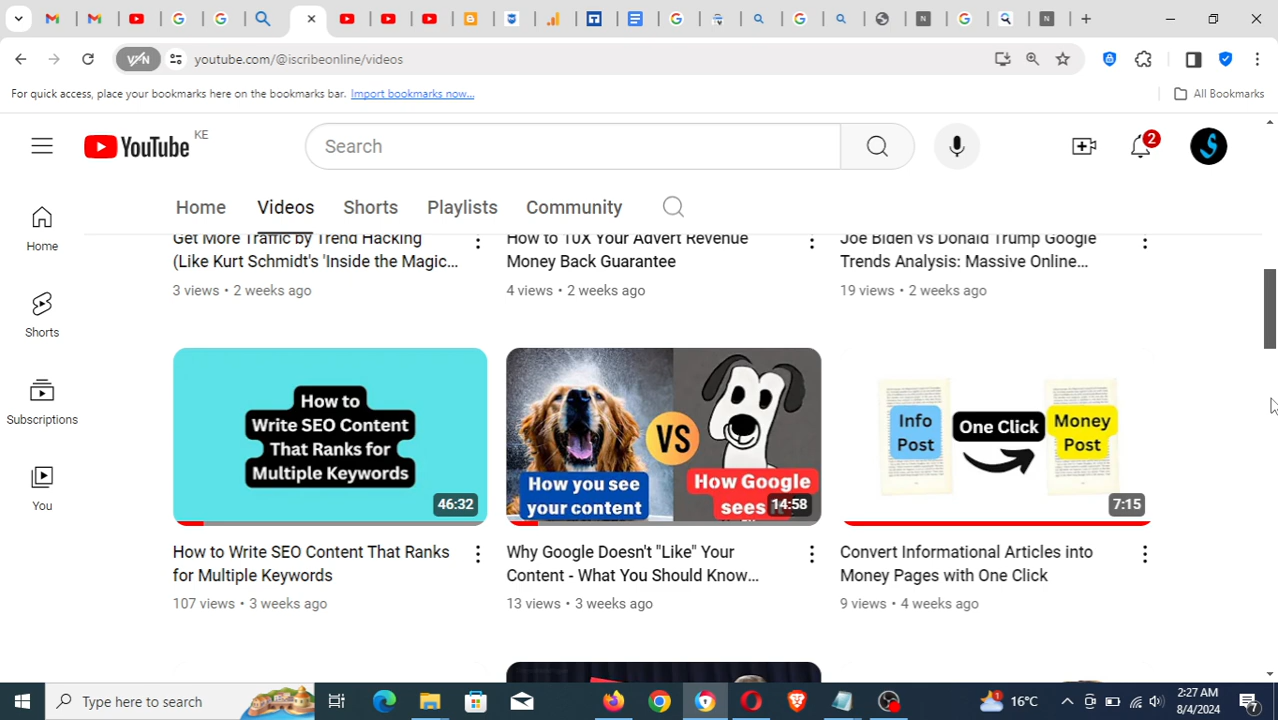 VPN
youtube.com/@iscribeonline/videos
For quick access, place your bookmarks here on the bookmarks bar. Import bookmarks now...
All Bookmarks
YouTube KE
Search
2
Home
Videos
Shorts
Playlists
Community
Home
Shorts
Subscriptions
You
Get More Traffic by Trend Hacking
(Like Kurt Schmidt's 'Inside the Magic...
3 views • 2 weeks ago
How to 10X Your Advert Revenue
Money Back Guarantee
4 views • 2 weeks ago
Joe Biden vs Donald Trump Google
Trends Analysis: Massive Online...
19 views • 2 weeks ago
How to
Write SEO Content
That Ranks for
Multiple Keywords
46:32
How to Write SEO Content That Ranks
for Multiple Keywords
107 views • 3 weeks ago
VS
How you see
your content
How Google
sees it
14:58
Why Google Doesn't "Like" Your
Content - What You Should Know...
13 views • 3 weeks ago
Info
Post
One Click
Money
Post
7:15
Convert Informational Articles into
Money Pages with One Click
9 views • 4 weeks ago
Type here to search
16°C
2:27 AM
8/4/2024
7